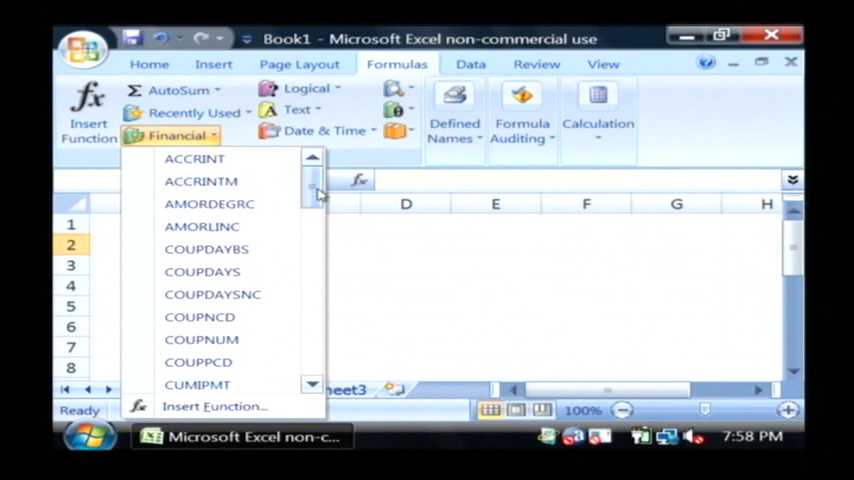 Book1 - Microsoft Excel non-commercial use
Home Insert Page Layout Formulas Data Review View
fx Σ AutoSum Logical
Insert Function Recently Used Text
Financial Date & Time
Defined Names
Formula Auditing
Calculation
fx
D E F G H
1
2
3
4
5
6
7
8
ACCRINT
ACCRINTM
AMORDEGRC
AMORLINC
COUPDAYBS
COUPDAYS
COUPDAYSNC
COUPNCD
COUPNUM
COUPPCD
CUMIPMT
fx Insert Function...
heet3
Ready 100%
Microsoft Excel non-c... 7:58 PM